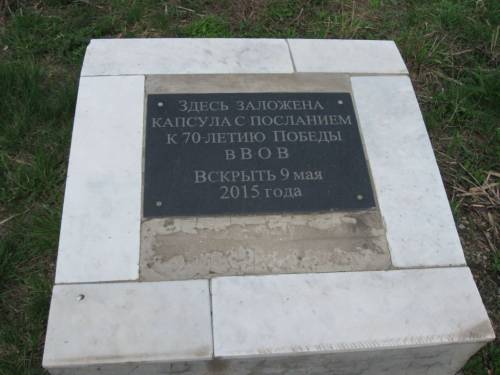 Здесь заложена
капсула с посланием
к 70-летию Победы
в В О В
Вскрыть 9 мая
2015 года